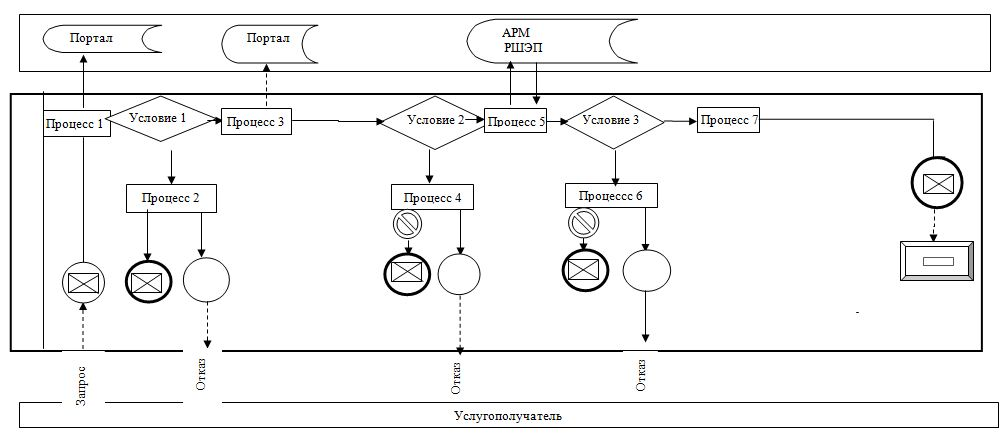 Портал
Портал
АРМ
РШЭП
Процесс 1
Условие 1
Процесс 3
Условие 2
Процесс 5
Условие 3
Процесс 7
Процесс 2
Процесс 4
Процессс 6
Запрос
Отказ
Отказ
Отказ
Услугополучатель